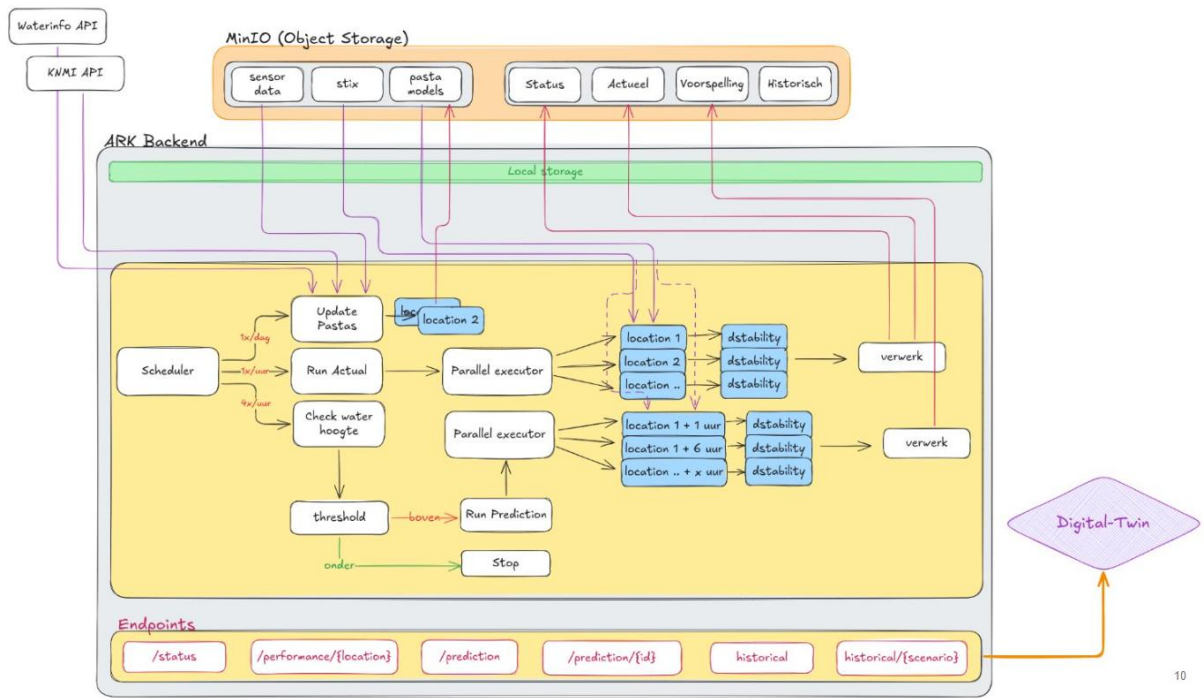 Waterinfo API
KNMI API
MinIO (Object Storage)
sensor
data
stix
pasta
models
Status
Actueel
Voorspelling
Historisch
ARK Backend
Local storage
Update
Pastas
loc
location 2
1x/dag
Scheduler
1x/uur
Run Actual
Parallel executor
location 1
location 2
location ..
dstability
dstability
dstability
verwerk
4x/uur
Check water
hoogte
Parallel executor
location 1 + 1 uur
location 1 + 6 uur
location .. + x uur
dstability
dstability
dstability
verwerk
threshold
boven
Run Prediction
onder
Stop
Digital-Twin
Endpoints
/status
/performance/{location}
/prediction
/prediction/{id}
historical
historical/{scenario}
10